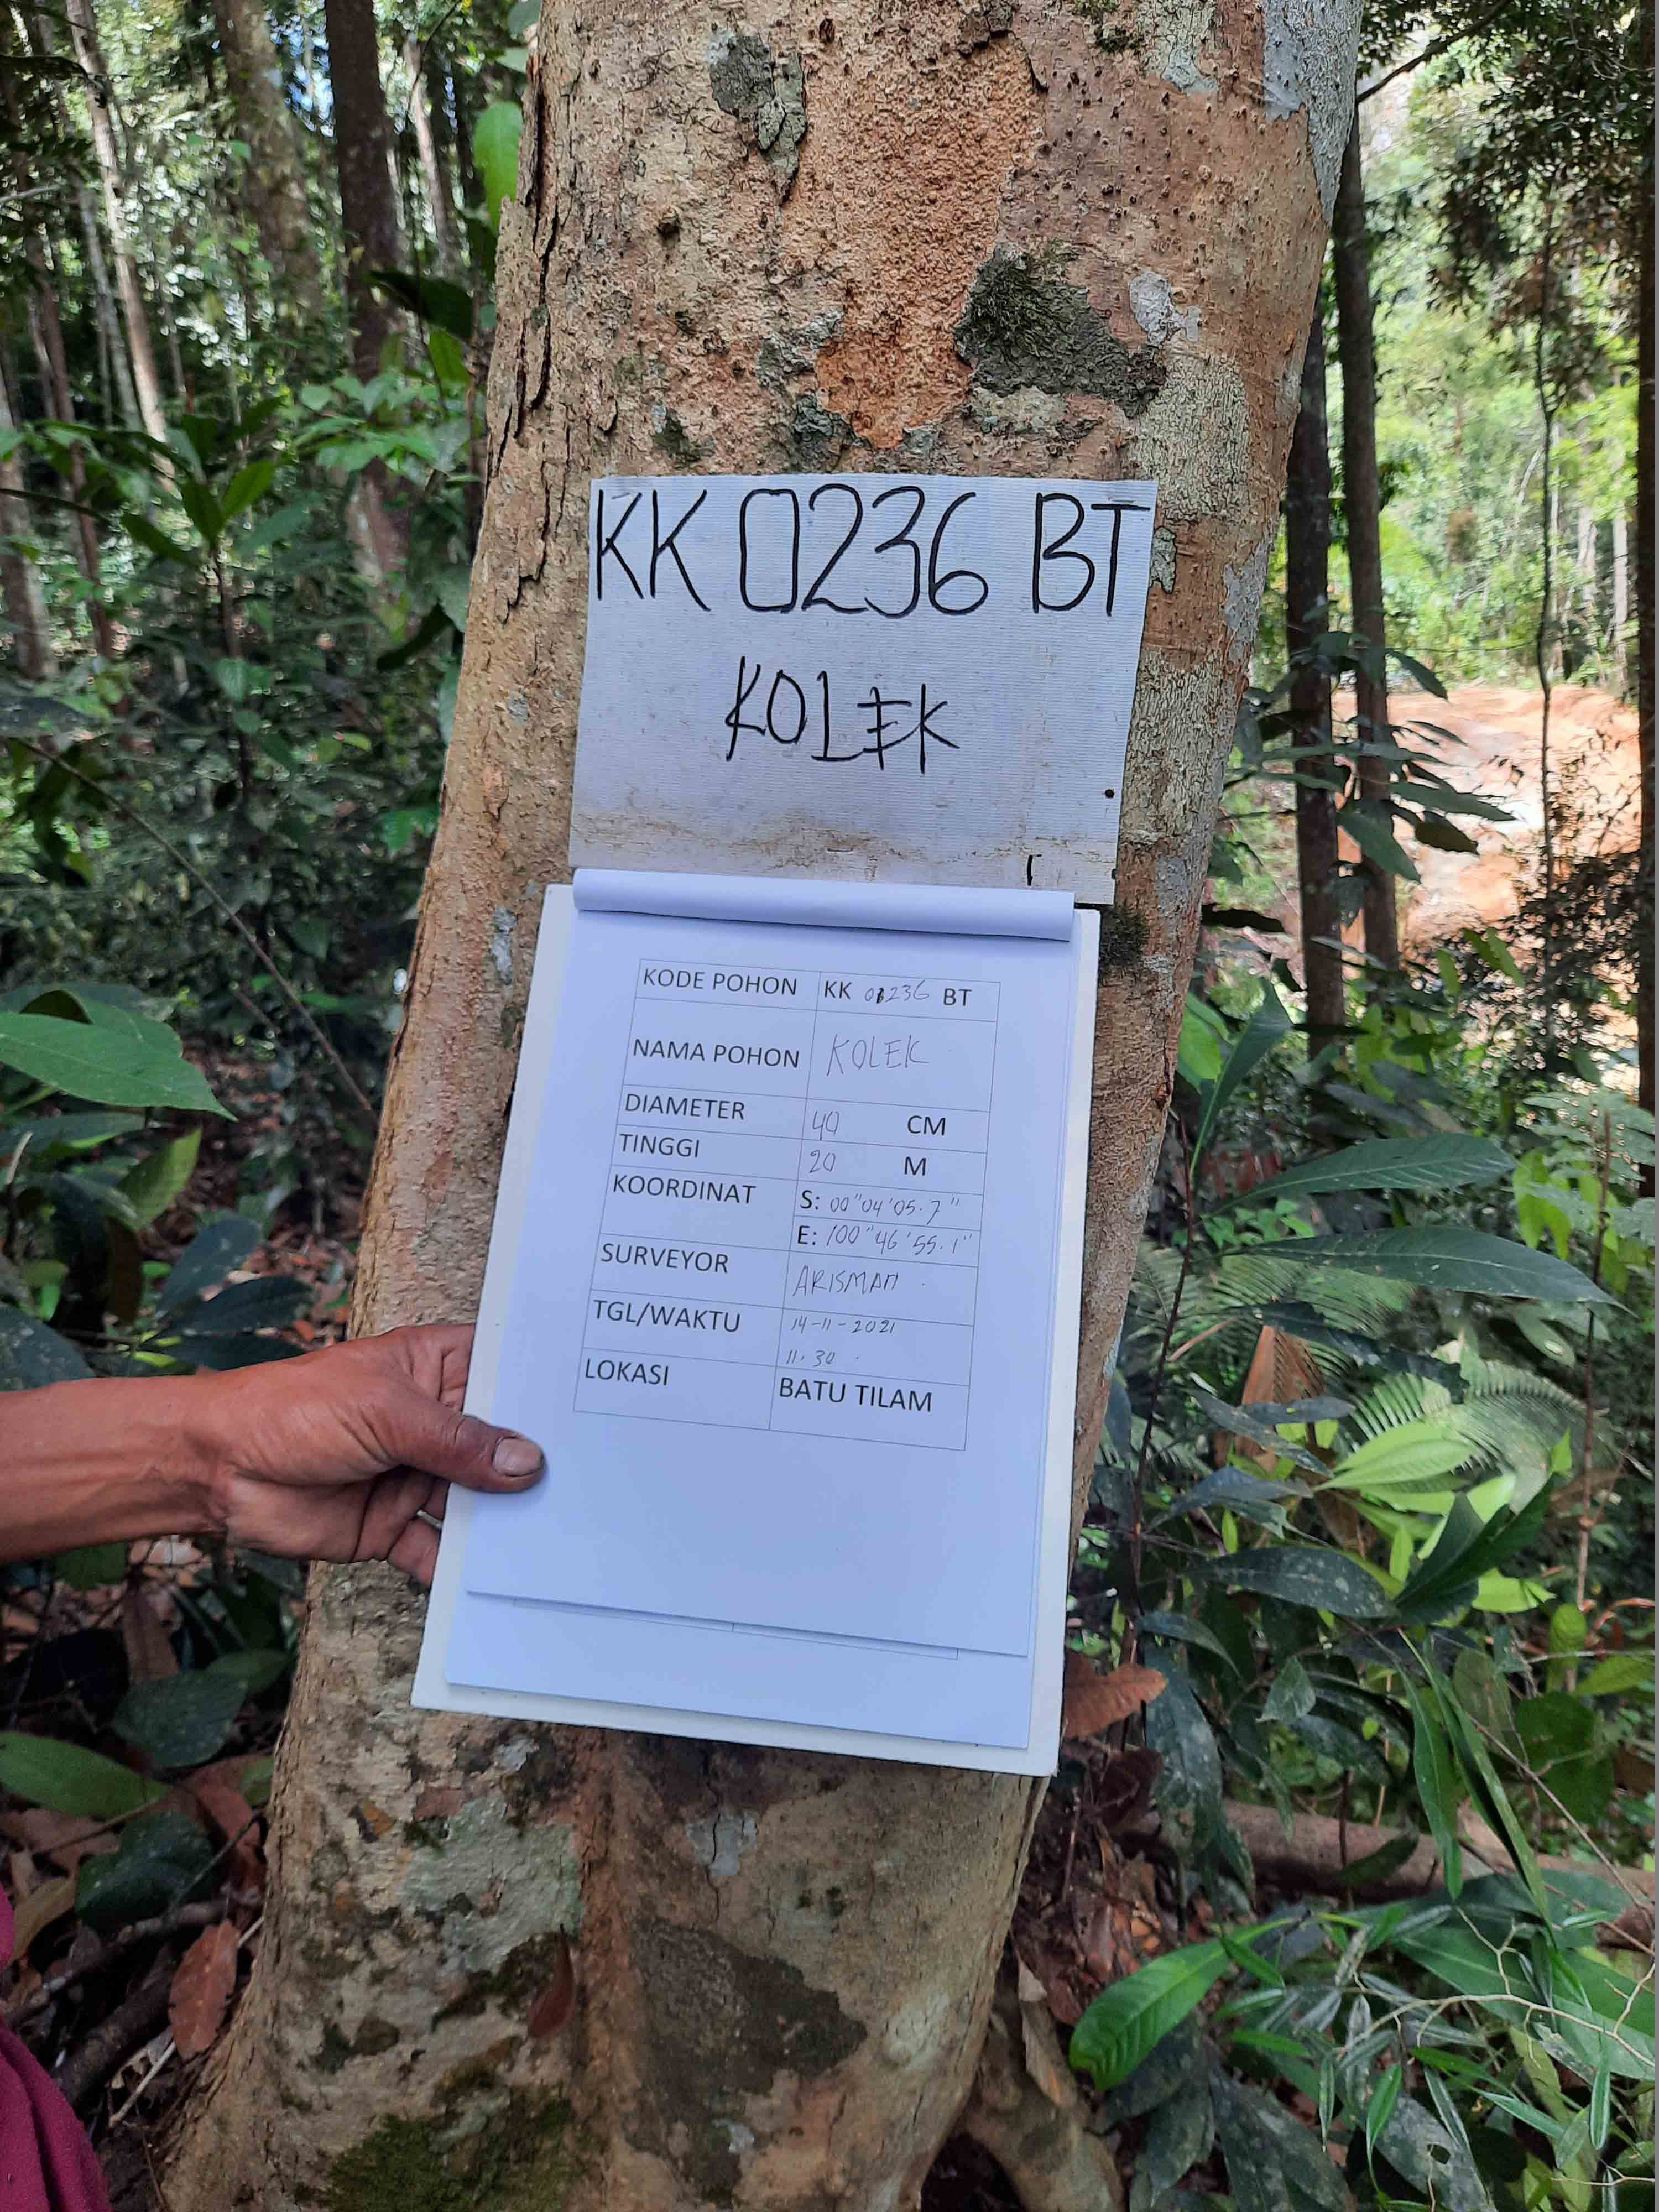 KK 0236 BT
KOLEK
KODE POHON KK 0236 BT
NAMA POHON KOLEK
DIAMETER 40 CM
TINGGI 20 M
KOORDINAT S: 00"04'05.7"
E: 100"46'55.1"
SURVEYOR ARISMAN
TGL/WAKTU 14-11-2021
11.30
LOKASI BATU TILAM